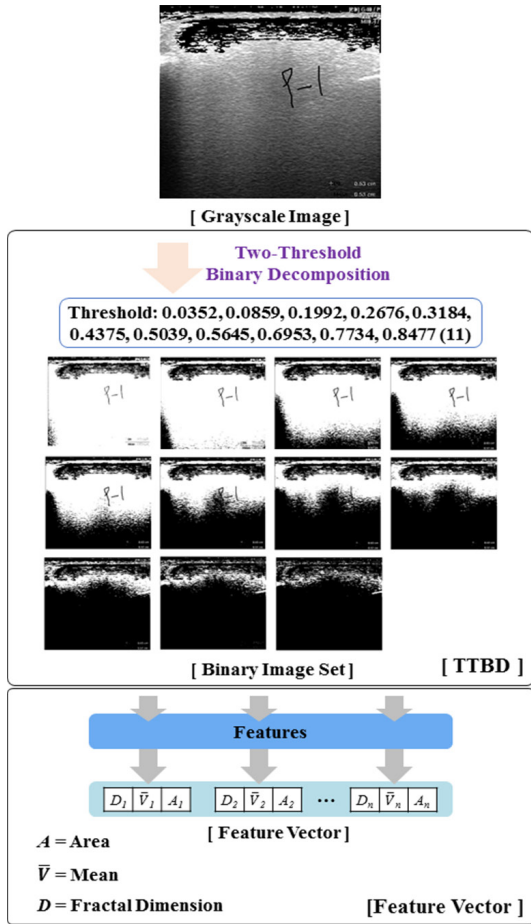 P-1
0.53 cm
0.53 cm
[ Grayscale Image ]
Two-Threshold
Binary Decomposition
Threshold: 0.0352, 0.0859, 0.1992, 0.2676, 0.3184,
0.4375, 0.5039, 0.5645, 0.6953, 0.7734, 0.8477 (11)
P-1 P-1 P-1 P-1
P-1 P-1
[ Binary Image Set ]
[ TTBD ]
Features
D1 V̅1 A1 D2 V̅2 A2 ... Dn V̅n An
[ Feature Vector ]
A = Area
V̅ = Mean
D = Fractal Dimension
[Feature Vector ]